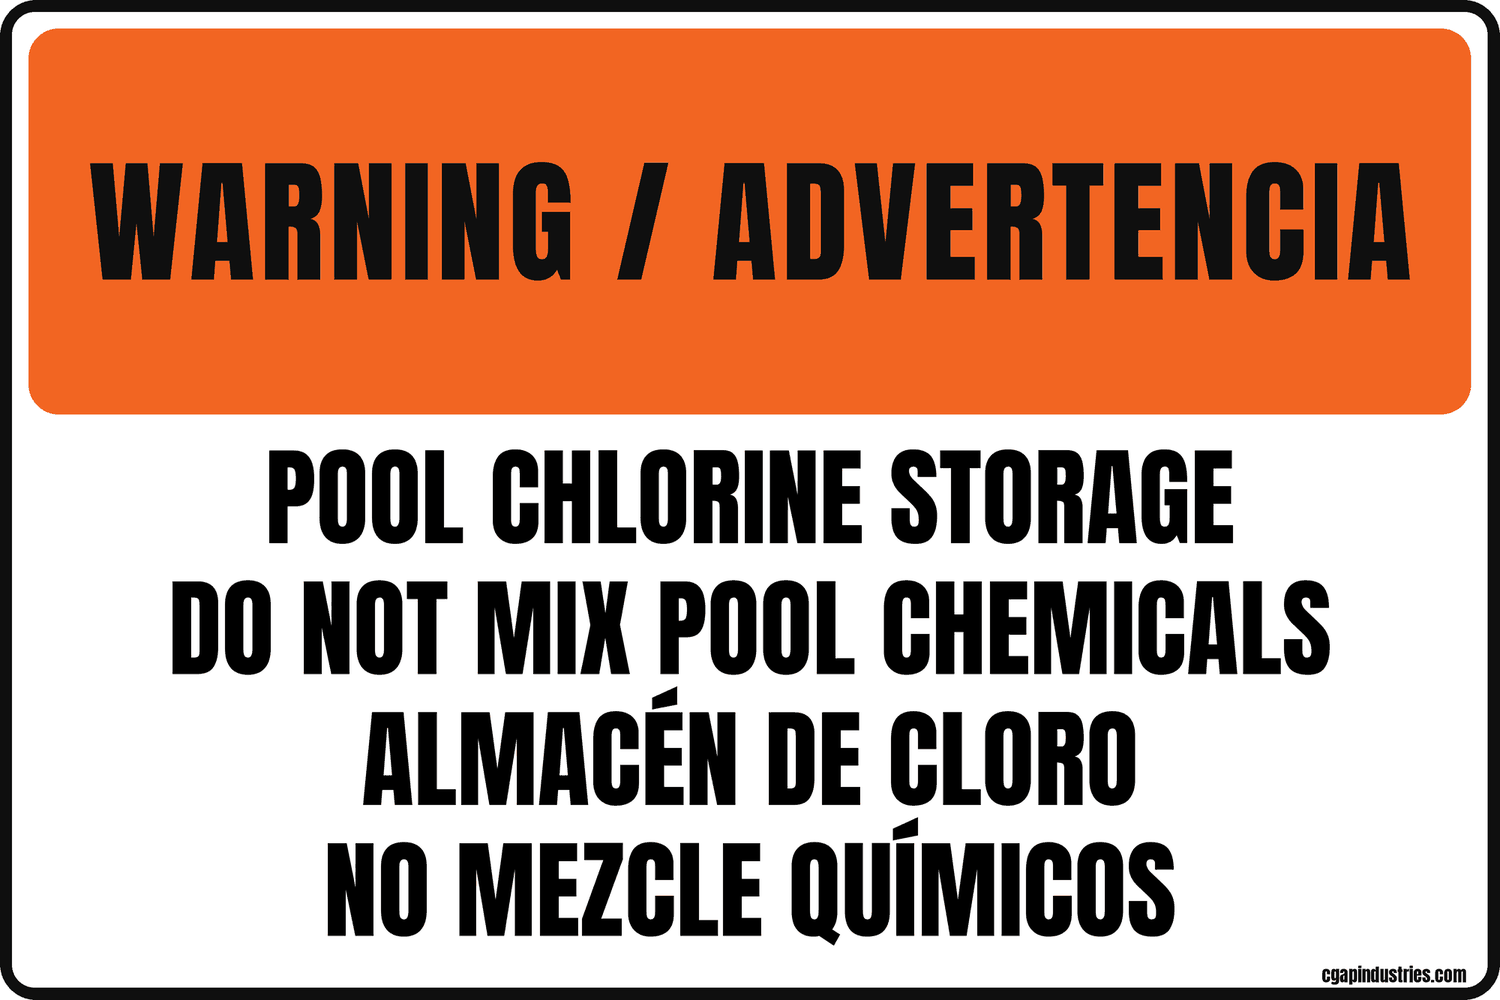 WARNING / ADVERTENCIA
POOL CHLORINE STORAGE
DO NOT MIX POOL CHEMICALS
ALMACÉN DE CLORO
NO MEZCLE QUÍMICOS
cgapindustries.com